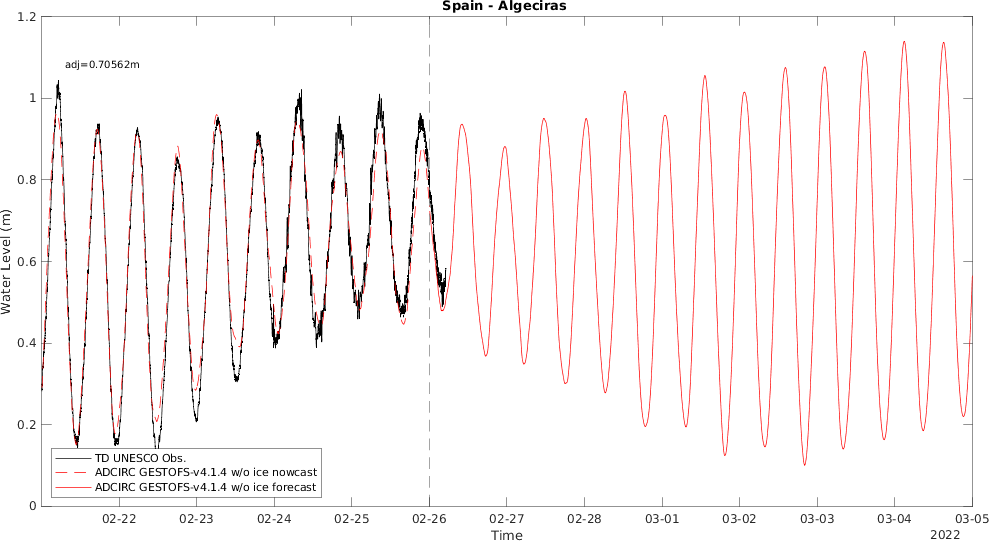 Spain - Algeciras
adj=0.70562m
Water Level (m)
1.2
1
0.8
0.6
0.4
0.2
0
TD UNESCO Obs.
ADCIRC GESTOFS-v4.1.4 w/o ice nowcast
ADCIRC GESTOFS-v4.1.4 w/o ice forecast
02-22 02-23 02-24 02-25 02-26 02-27 02-28 03-01 03-02 03-03 03-04 03-05
Time
2022